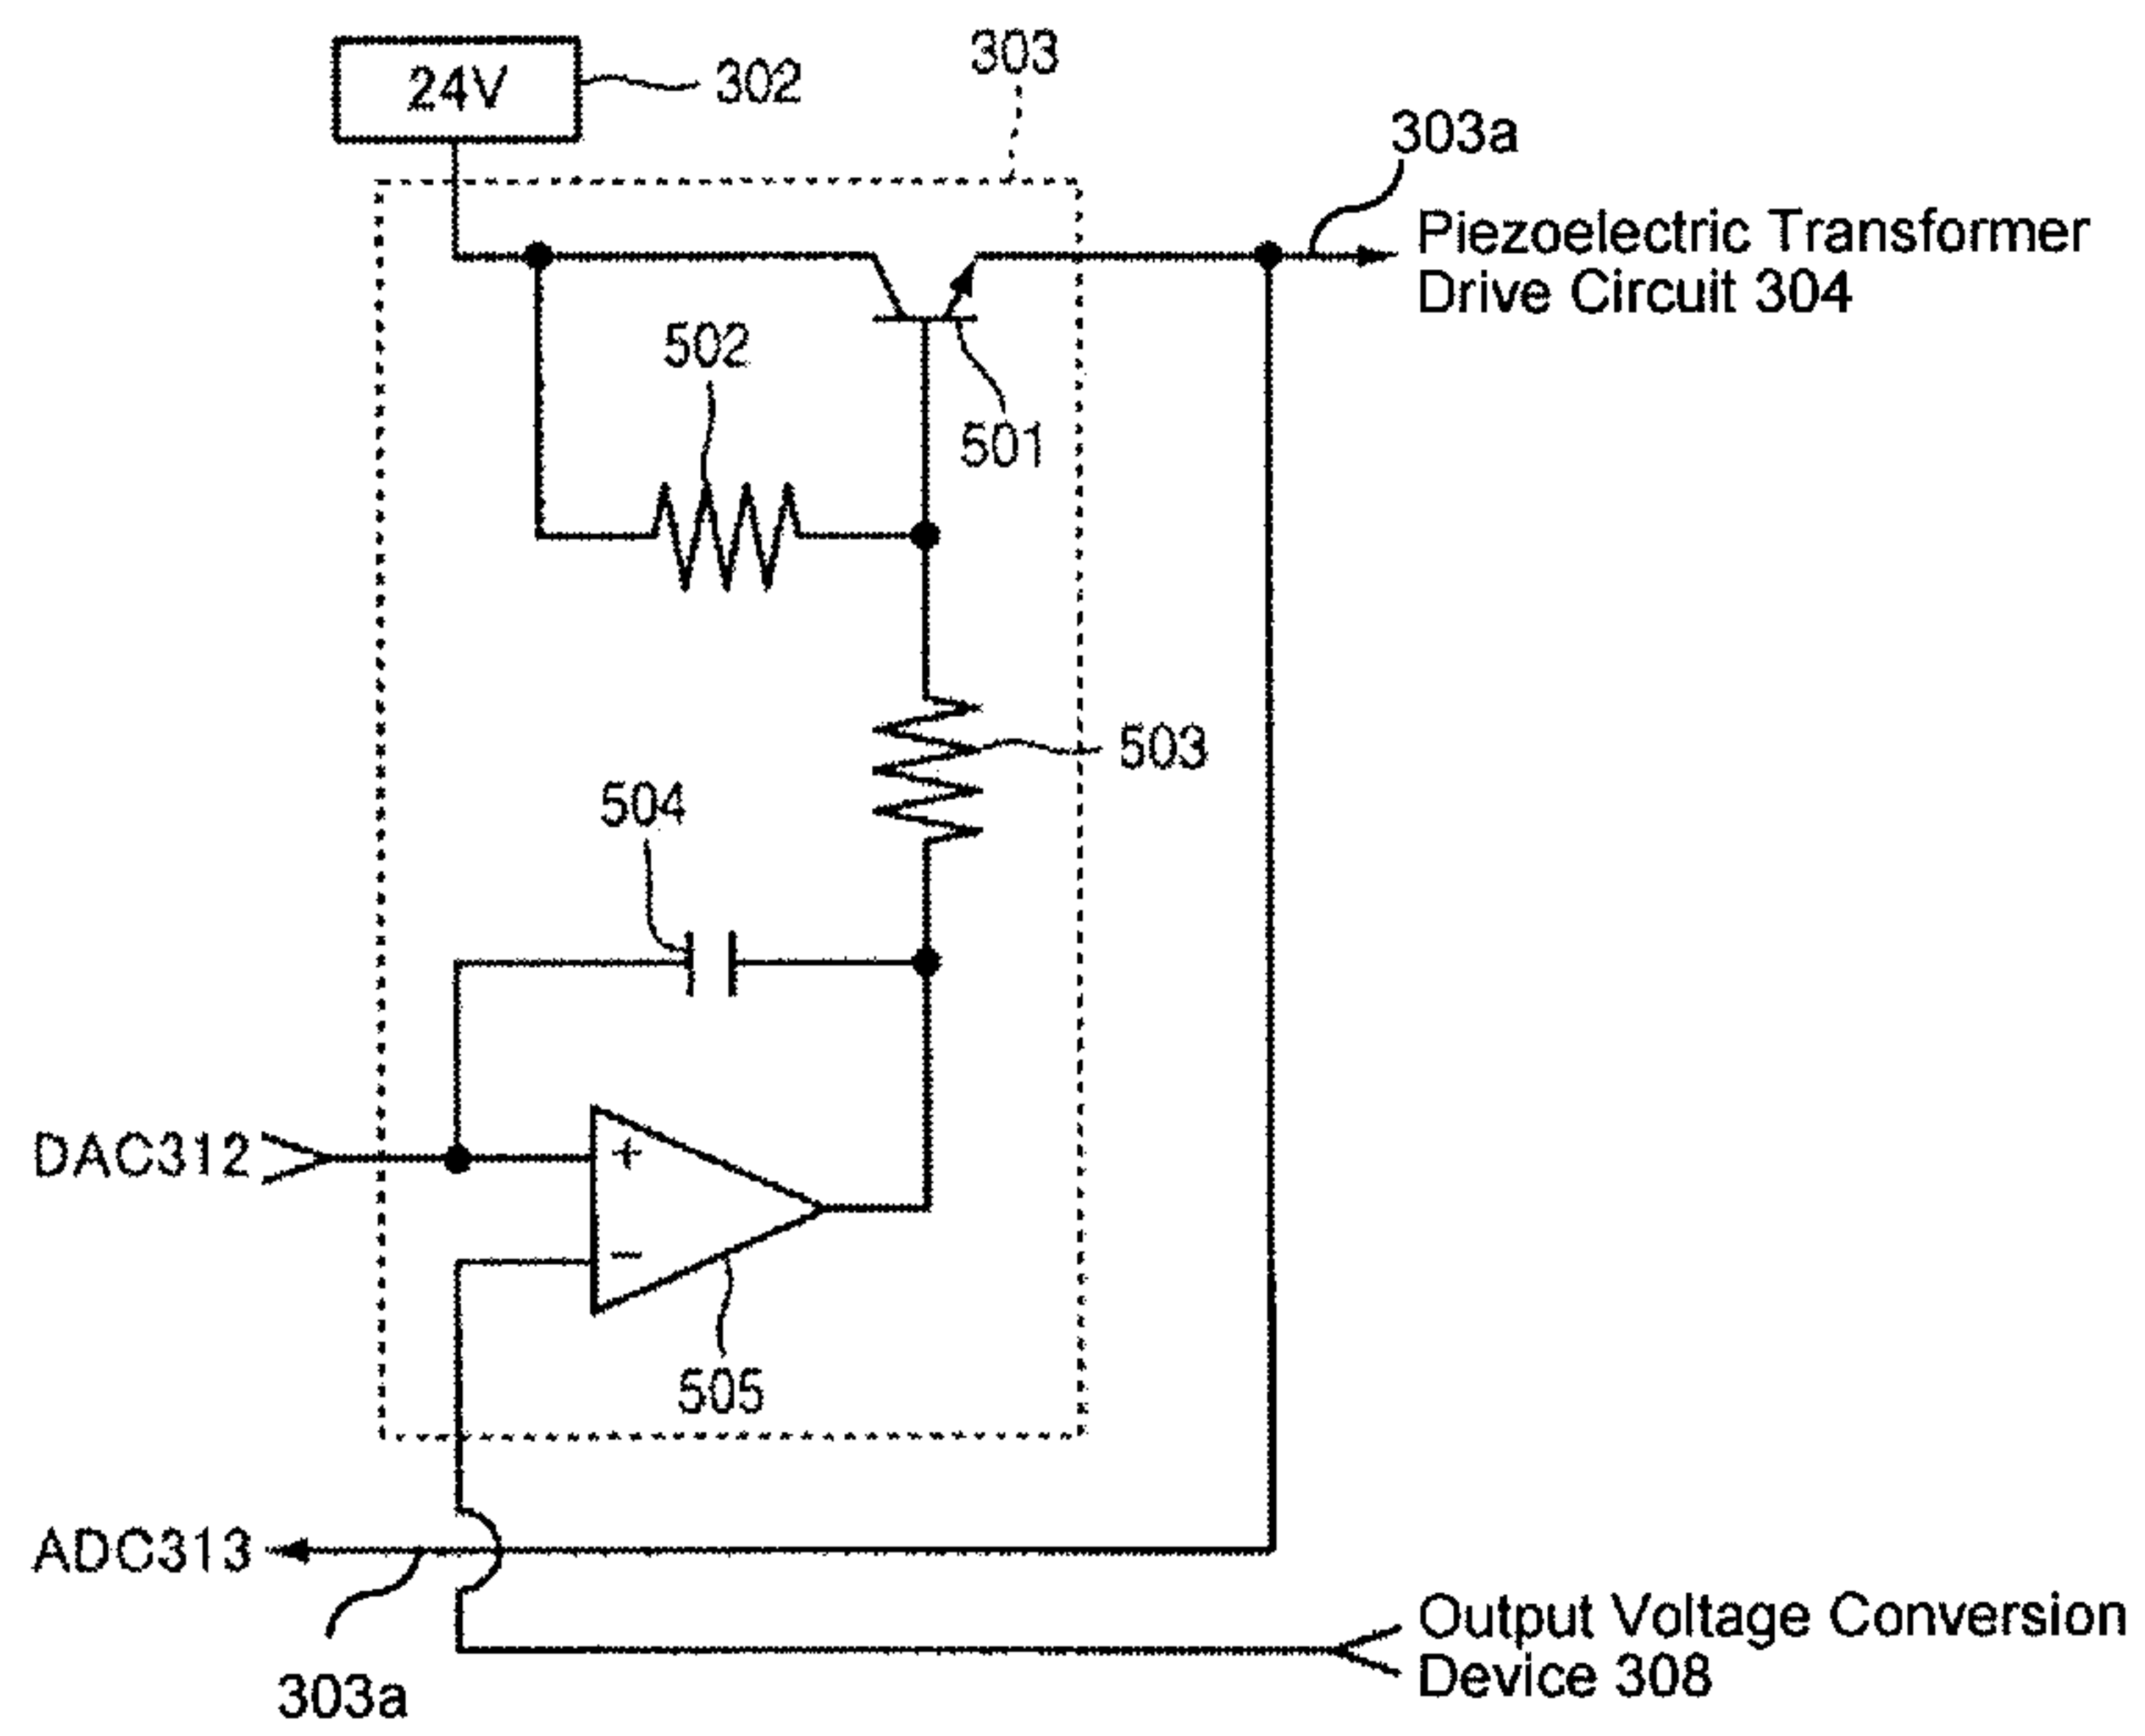 303
24V
302
303a
Piezoelectric Transformer
Drive Circuit 304
502
501
503
504
DAC312
+
−
505
ADC313
303a
Output Voltage Conversion
Device 308